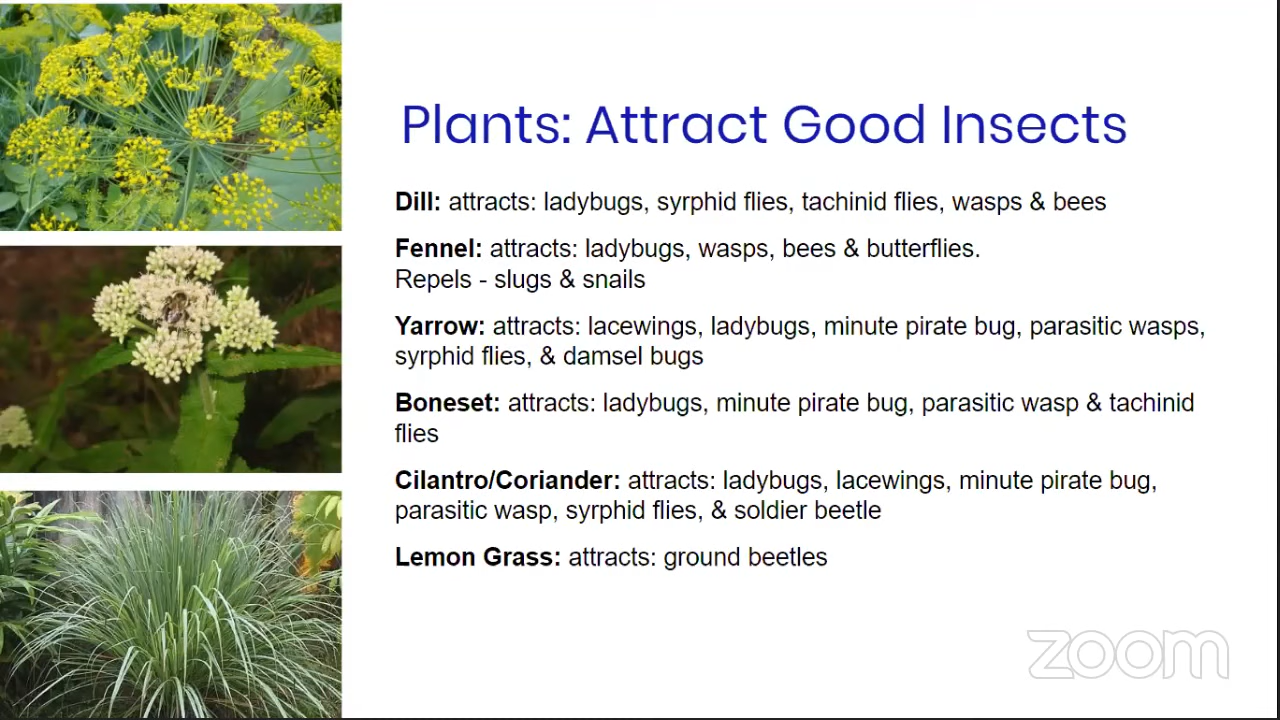 Plants: Attract Good Insects
Dill: attracts: ladybugs, syrphid flies, tachinid flies, wasps & bees
Fennel: attracts: ladybugs, wasps, bees & butterflies.
Repels - slugs & snails
Yarrow: attracts: lacewings, ladybugs, minute pirate bug, parasitic wasps,
syrphid flies, & damsel bugs
Boneset: attracts: ladybugs, minute pirate bug, parasitic wasp & tachinid
flies
Cilantro/Coriander: attracts: ladybugs, lacewings, minute pirate bug,
parasitic wasp, syrphid flies, & soldier beetle
Lemon Grass: attracts: ground beetles
zoom